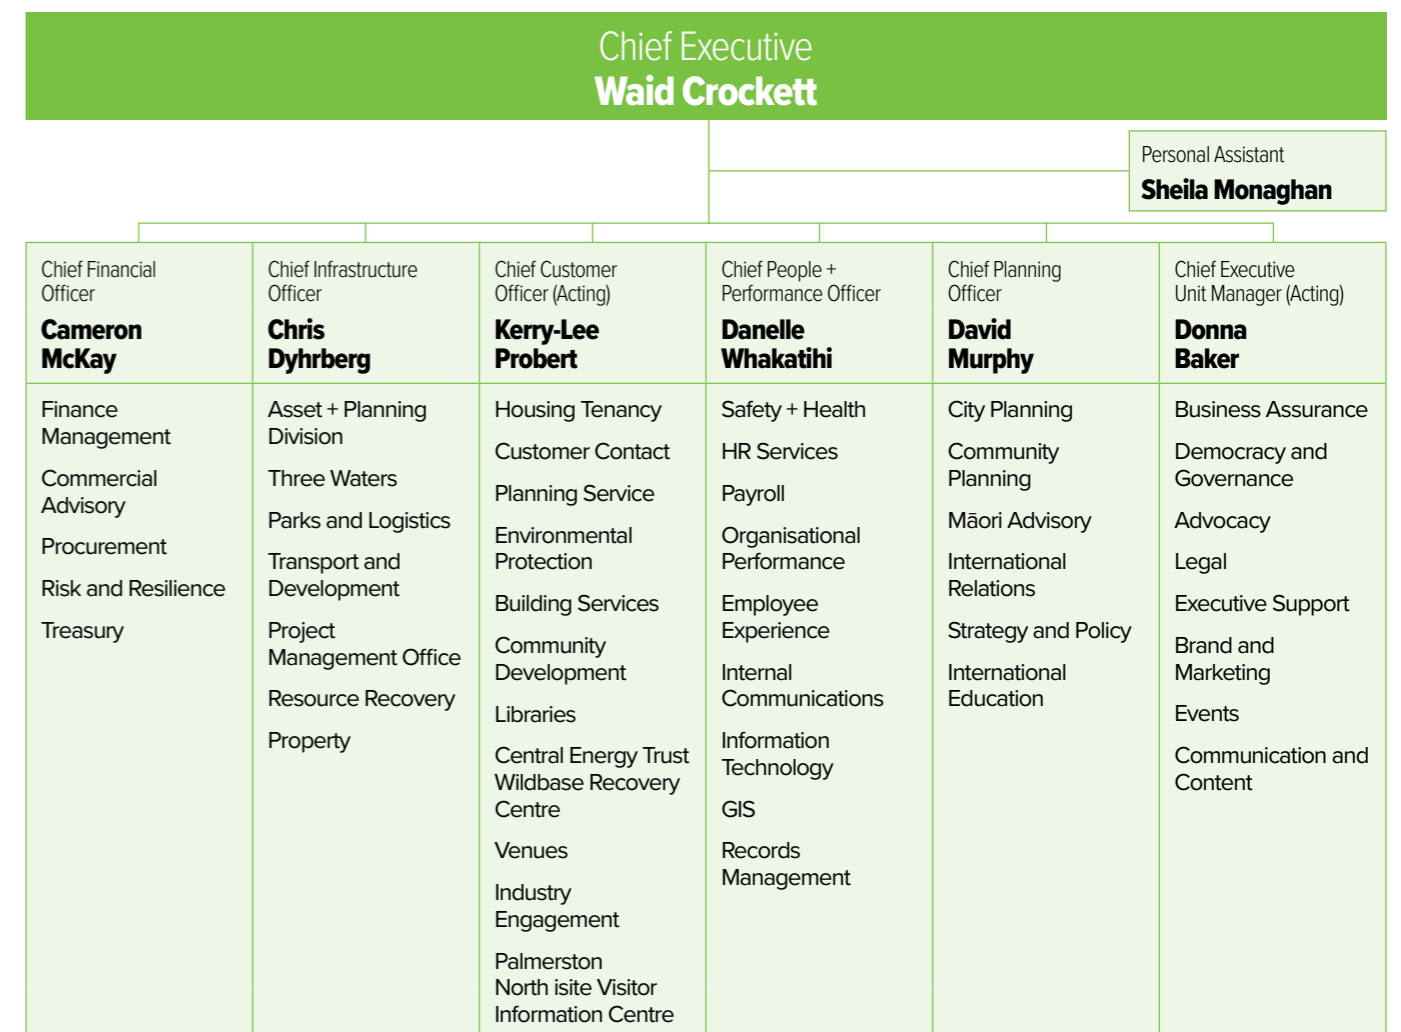 Chief Executive
Waid Crockett
Personal Assistant
Sheila Monaghan
Chief Financial
Officer
Cameron
McKay
Finance
Management
Commercial
Advisory
Procurement
Risk and Resilience
Treasury
Chief Infrastructure
Officer
Chris
Dyhrberg
Asset + Planning
Division
Three Waters
Parks and Logistics
Transport and
Development
Project
Management Office
Resource Recovery
Property
Chief Customer
Officer (Acting)
Kerry-Lee
Probert
Housing Tenancy
Customer Contact
Planning Service
Environmental
Protection
Building Services
Community
Development
Libraries
Central Energy Trust
Wildbase Recovery
Centre
Venues
Industry
Engagement
Palmerston
North isite Visitor
Information Centre
Chief People +
Performance Officer
Danelle
Whakatihi
Safety + Health
HR Services
Payroll
Organisational
Performance
Employee
Experience
Internal
Communications
Information
Technology
GIS
Records
Management
Chief Planning
Officer
David
Murphy
City Planning
Community
Planning
Māori Advisory
International
Relations
Strategy and Policy
International
Education
Chief Executive
Unit Manager (Acting)
Donna
Baker
Business Assurance
Democracy and
Governance
Advocacy
Legal
Executive Support
Brand and
Marketing
Events
Communication and
Content